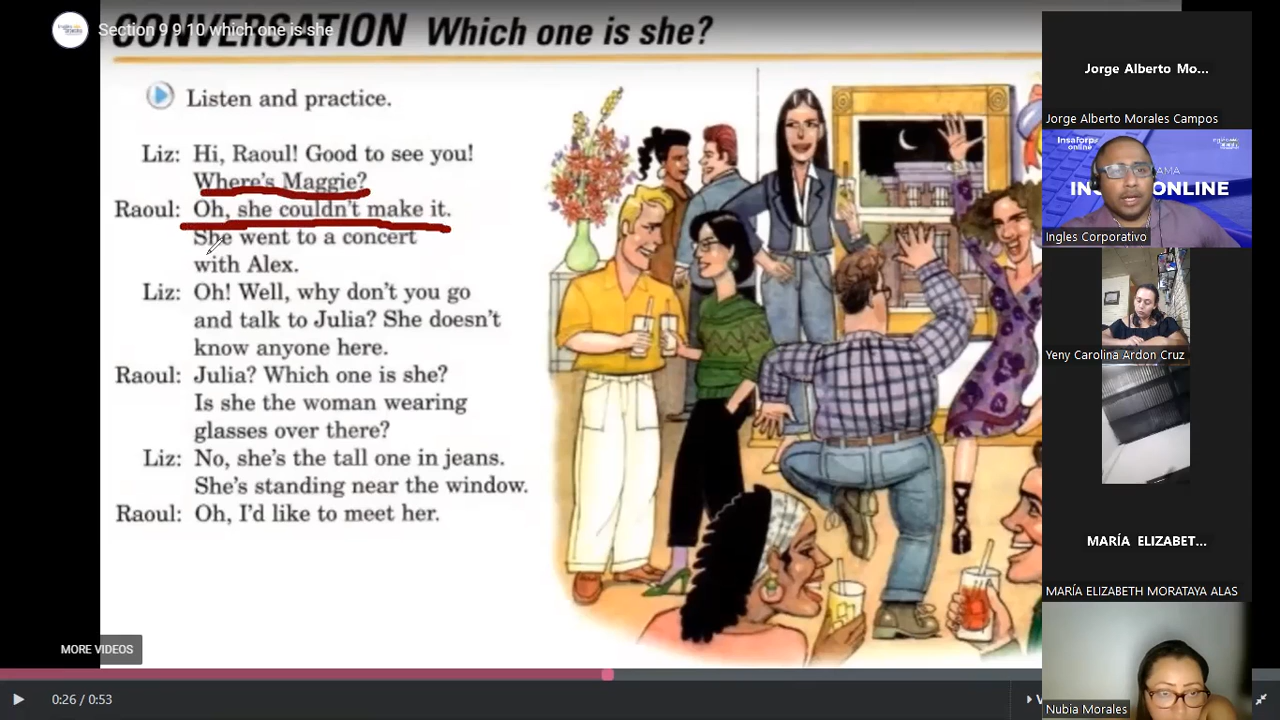 CONVERSATION Which one is she?
Section 9 9 10 which one is she
Listen and practice.
Liz: Hi, Raoul! Good to see you!
Where's Maggie?
Raoul: Oh, she couldn't make it.
She went to a concert
with Alex.
Liz: Oh! Well, why don't you go
and talk to Julia? She doesn't
know anyone here.
Raoul: Julia? Which one is she?
Is she the woman wearing
glasses over there?
Liz: No, she's the tall one in jeans.
She's standing near the window.
Raoul: Oh, I'd like to meet her.
MORE VIDEOS
0:26 / 0:53
Jorge Alberto Mo...
Jorge Alberto Morales Campos
Insaforp
online
Ingles Corporativo
Yeny Carolina Ardon Cruz
MARÍA ELIZABET...
MARÍA ELIZABETH MORATAYA ALAS
Nubia Morales